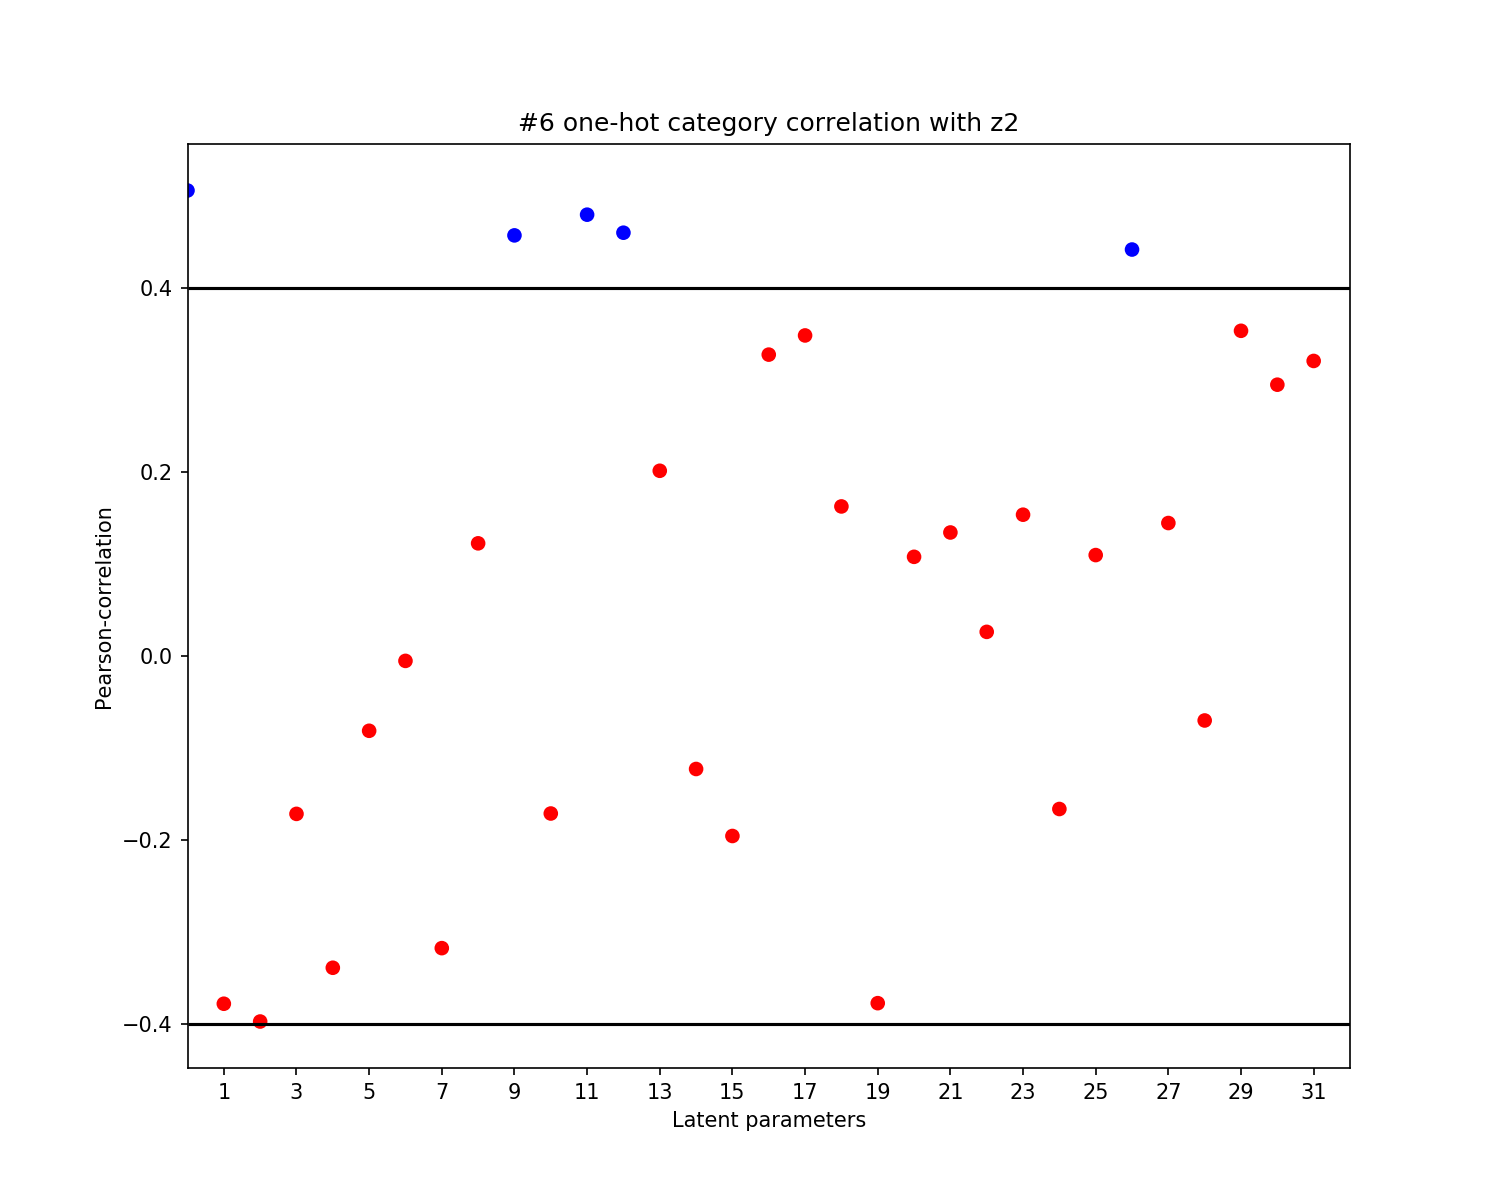 #6 one-hot category correlation with z2
0.4
0.2
0.0
−0.2
−0.4
Pearson-correlation
1 3 5 7 9 11 13 15 17 19 21 23 25 27 29 31
Latent parameters